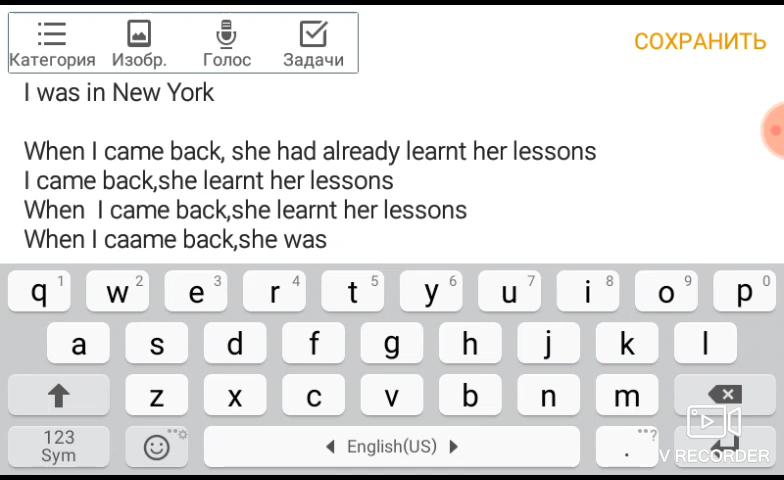 Категория Изобр. Голос Задачи
СОХРАНИТЬ
I was in New York
When I came back, she had already learnt her lessons
I came back,she learnt her lessons
When  I came back,she learnt her lessons
When I caame back,she was
q 1 w 2 e 3 r 4 t 5 y 6 u 7 i 8 o 9 p 0
a s d f g h j k l
z x c v b n m
123 Sym English(US) . ?
V RECORDER